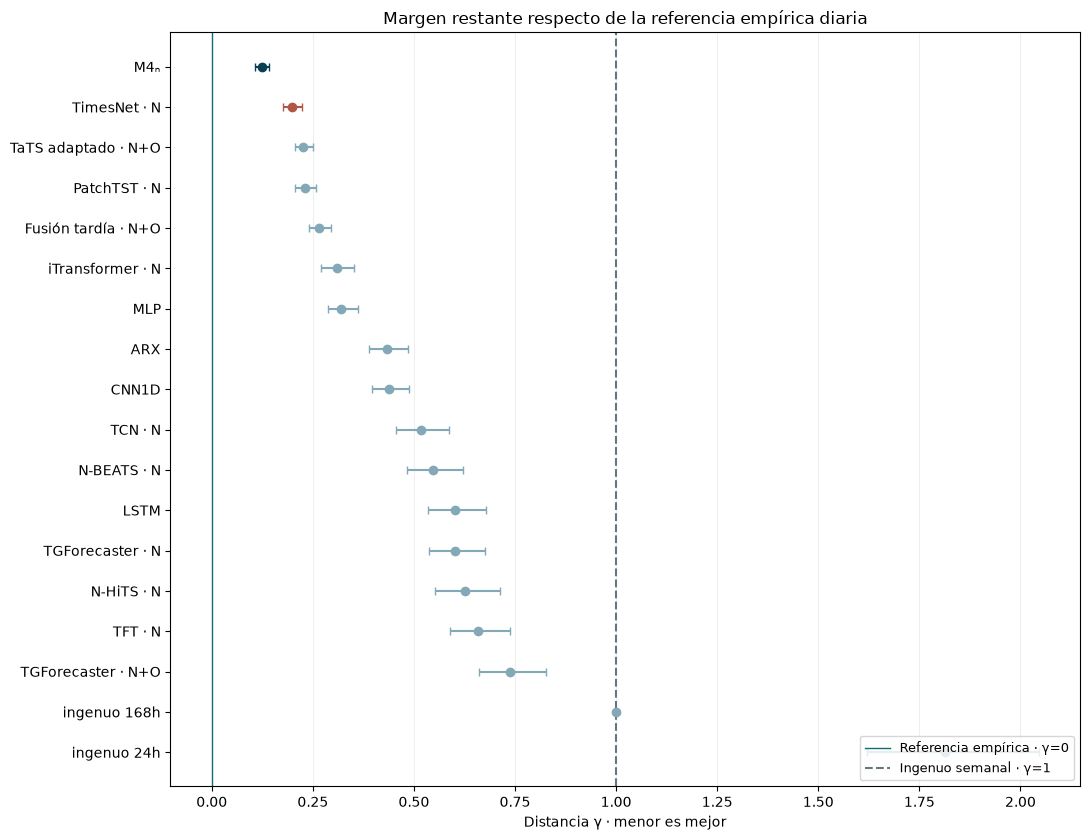 Margen restante respecto de la referencia empírica diaria
M4ₙ
TimesNet · N
TaTS adaptado · N+O
PatchTST · N
Fusión tardía · N+O
iTransformer · N
MLP
ARX
CNN1D
TCN · N
N-BEATS · N
LSTM
TGForecaster · N
N-HiTS · N
TFT · N
TGForecaster · N+O
ingenuo 168h
ingenuo 24h
Referencia empírica · γ=0
Ingenuo semanal · γ=1
0.00 0.25 0.50 0.75 1.00 1.25 1.50 1.75 2.00
Distancia γ · menor es mejor